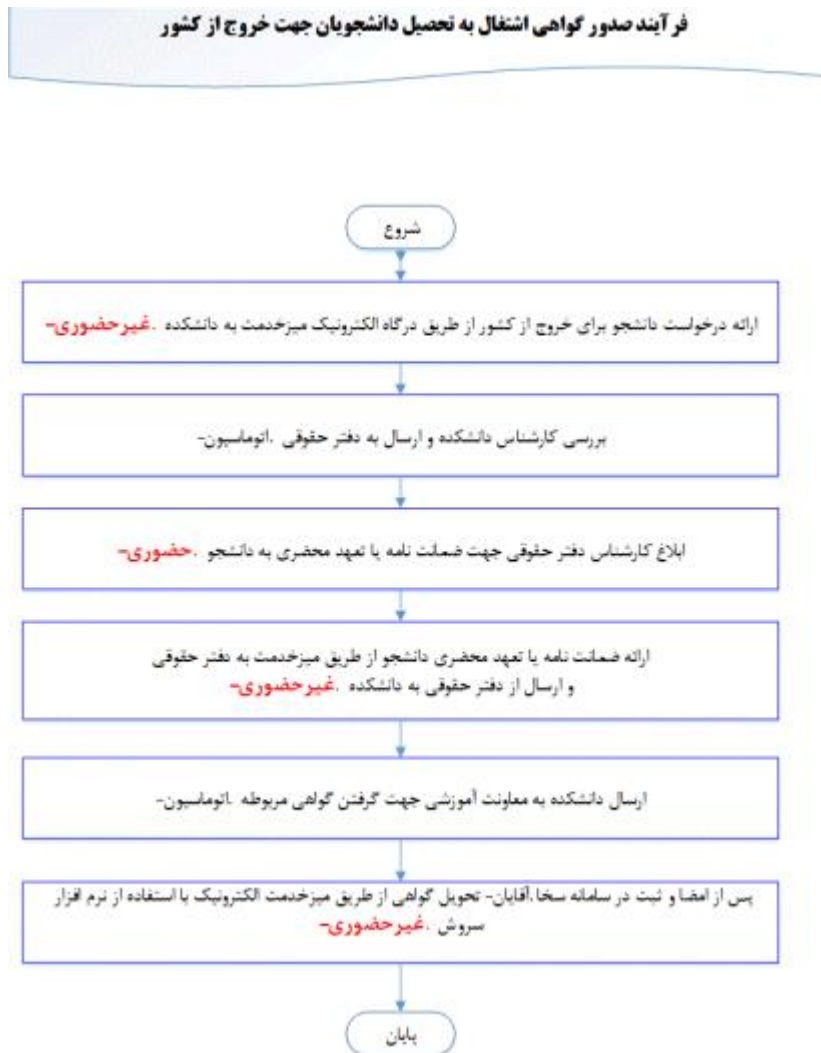 فرآیند صدور گواهی اشتغال به تحصیل دانشجویان جهت خروج از کشور
شروع
ارائه درخواست دانشجو برای خروج از کشور از طریق درگاه الکترونیک میزخدمت به دانشکده .غیرحضوری-
بررسی کارشناس دانشکده و ارسال به دفتر حقوقی .اتوماسیون-
ابلاغ کارشناس دفتر حقوقی جهت ضمانت نامه یا تعهد محضری به دانشجو .حضوری-
ارائه ضمانت نامه یا تعهد محضری دانشجو از طریق میزخدمت به دفتر حقوقی
و ارسال از دفتر حقوقی به دانشکده .غیرحضوری-
ارسال دانشکده به معاونت آموزشی جهت گرفتن گواهی مربوطه .اتوماسیون-
پس از امضا و ثبت در سامانه سخا.آقایان- تحویل گواهی از طریق میزخدمت الکترونیک با استفاده از نرم افزار
سروش .غیرحضوری-
پایان